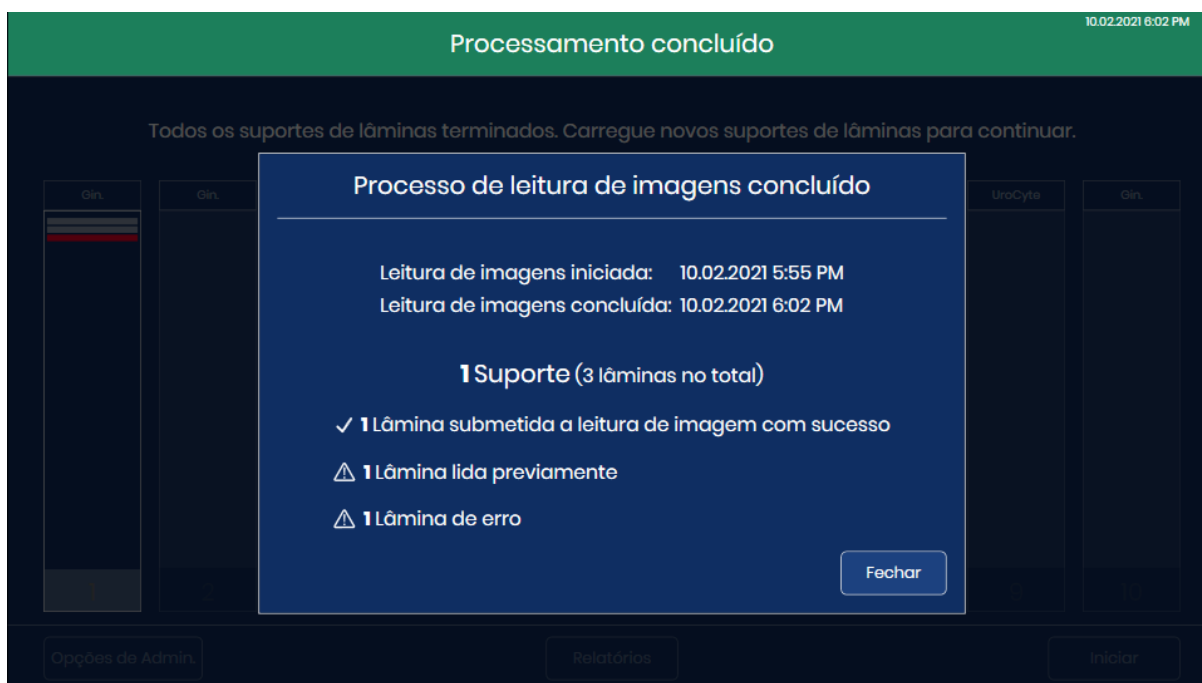 10.02.2021 6:02 PM
Processamento concluído
Todos os suportes de lâminas terminados. Carregue novos suportes de lâminas para continuar.
Gin.
Gin.
UroCyte
Gin.
Processo de leitura de imagens concluído
Leitura de imagens iniciada: 10.02.2021 5:55 PM
Leitura de imagens concluída: 10.02.2021 6:02 PM
1 Suporte (3 lâminas no total)
✓ 1 Lâmina submetida a leitura de imagem com sucesso
⚠ 1 Lâmina lida previamente
⚠ 1 Lâmina de erro
Fechar
1
2
9
10
Opções de Admin.
Relatórios
Iniciar